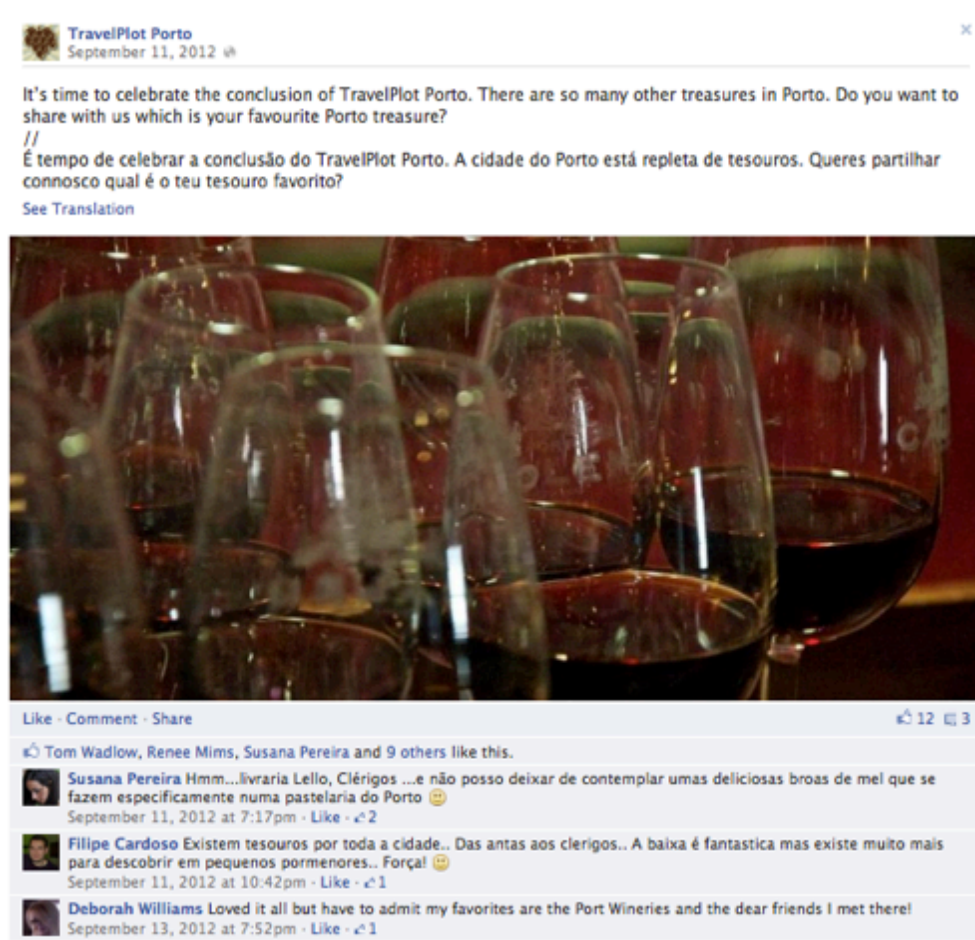 TravelPlot Porto
September 11, 2012
It's time to celebrate the conclusion of TravelPlot Porto. There are so many other treasures in Porto. Do you want to
share with us which is your favourite Porto treasure?
//
É tempo de celebrar a conclusão do TravelPlot Porto. A cidade do Porto está repleta de tesouros. Queres partilhar
connosco qual é o teu tesouro favorito?
See Translation
Like · Comment · Share 12 3
Tom Wadlow, Renee Mims, Susana Pereira and 9 others like this.
Susana Pereira Hmm...livraria Lello, Clérigos ...e não posso deixar de contemplar umas deliciosas broas de mel que se
fazem especificamente numa pastelaria do Porto
September 11, 2012 at 7:17pm · Like · 2
Filipe Cardoso Existem tesouros por toda a cidade.. Das antas aos clerigos.. A baixa é fantastica mas existe muito mais
para descobrir em pequenos pormenores.. Força!
September 11, 2012 at 10:42pm · Like · 1
Deborah Williams Loved it all but have to admit my favorites are the Port Wineries and the dear friends I met there!
September 13, 2012 at 7:52pm · Like · 1